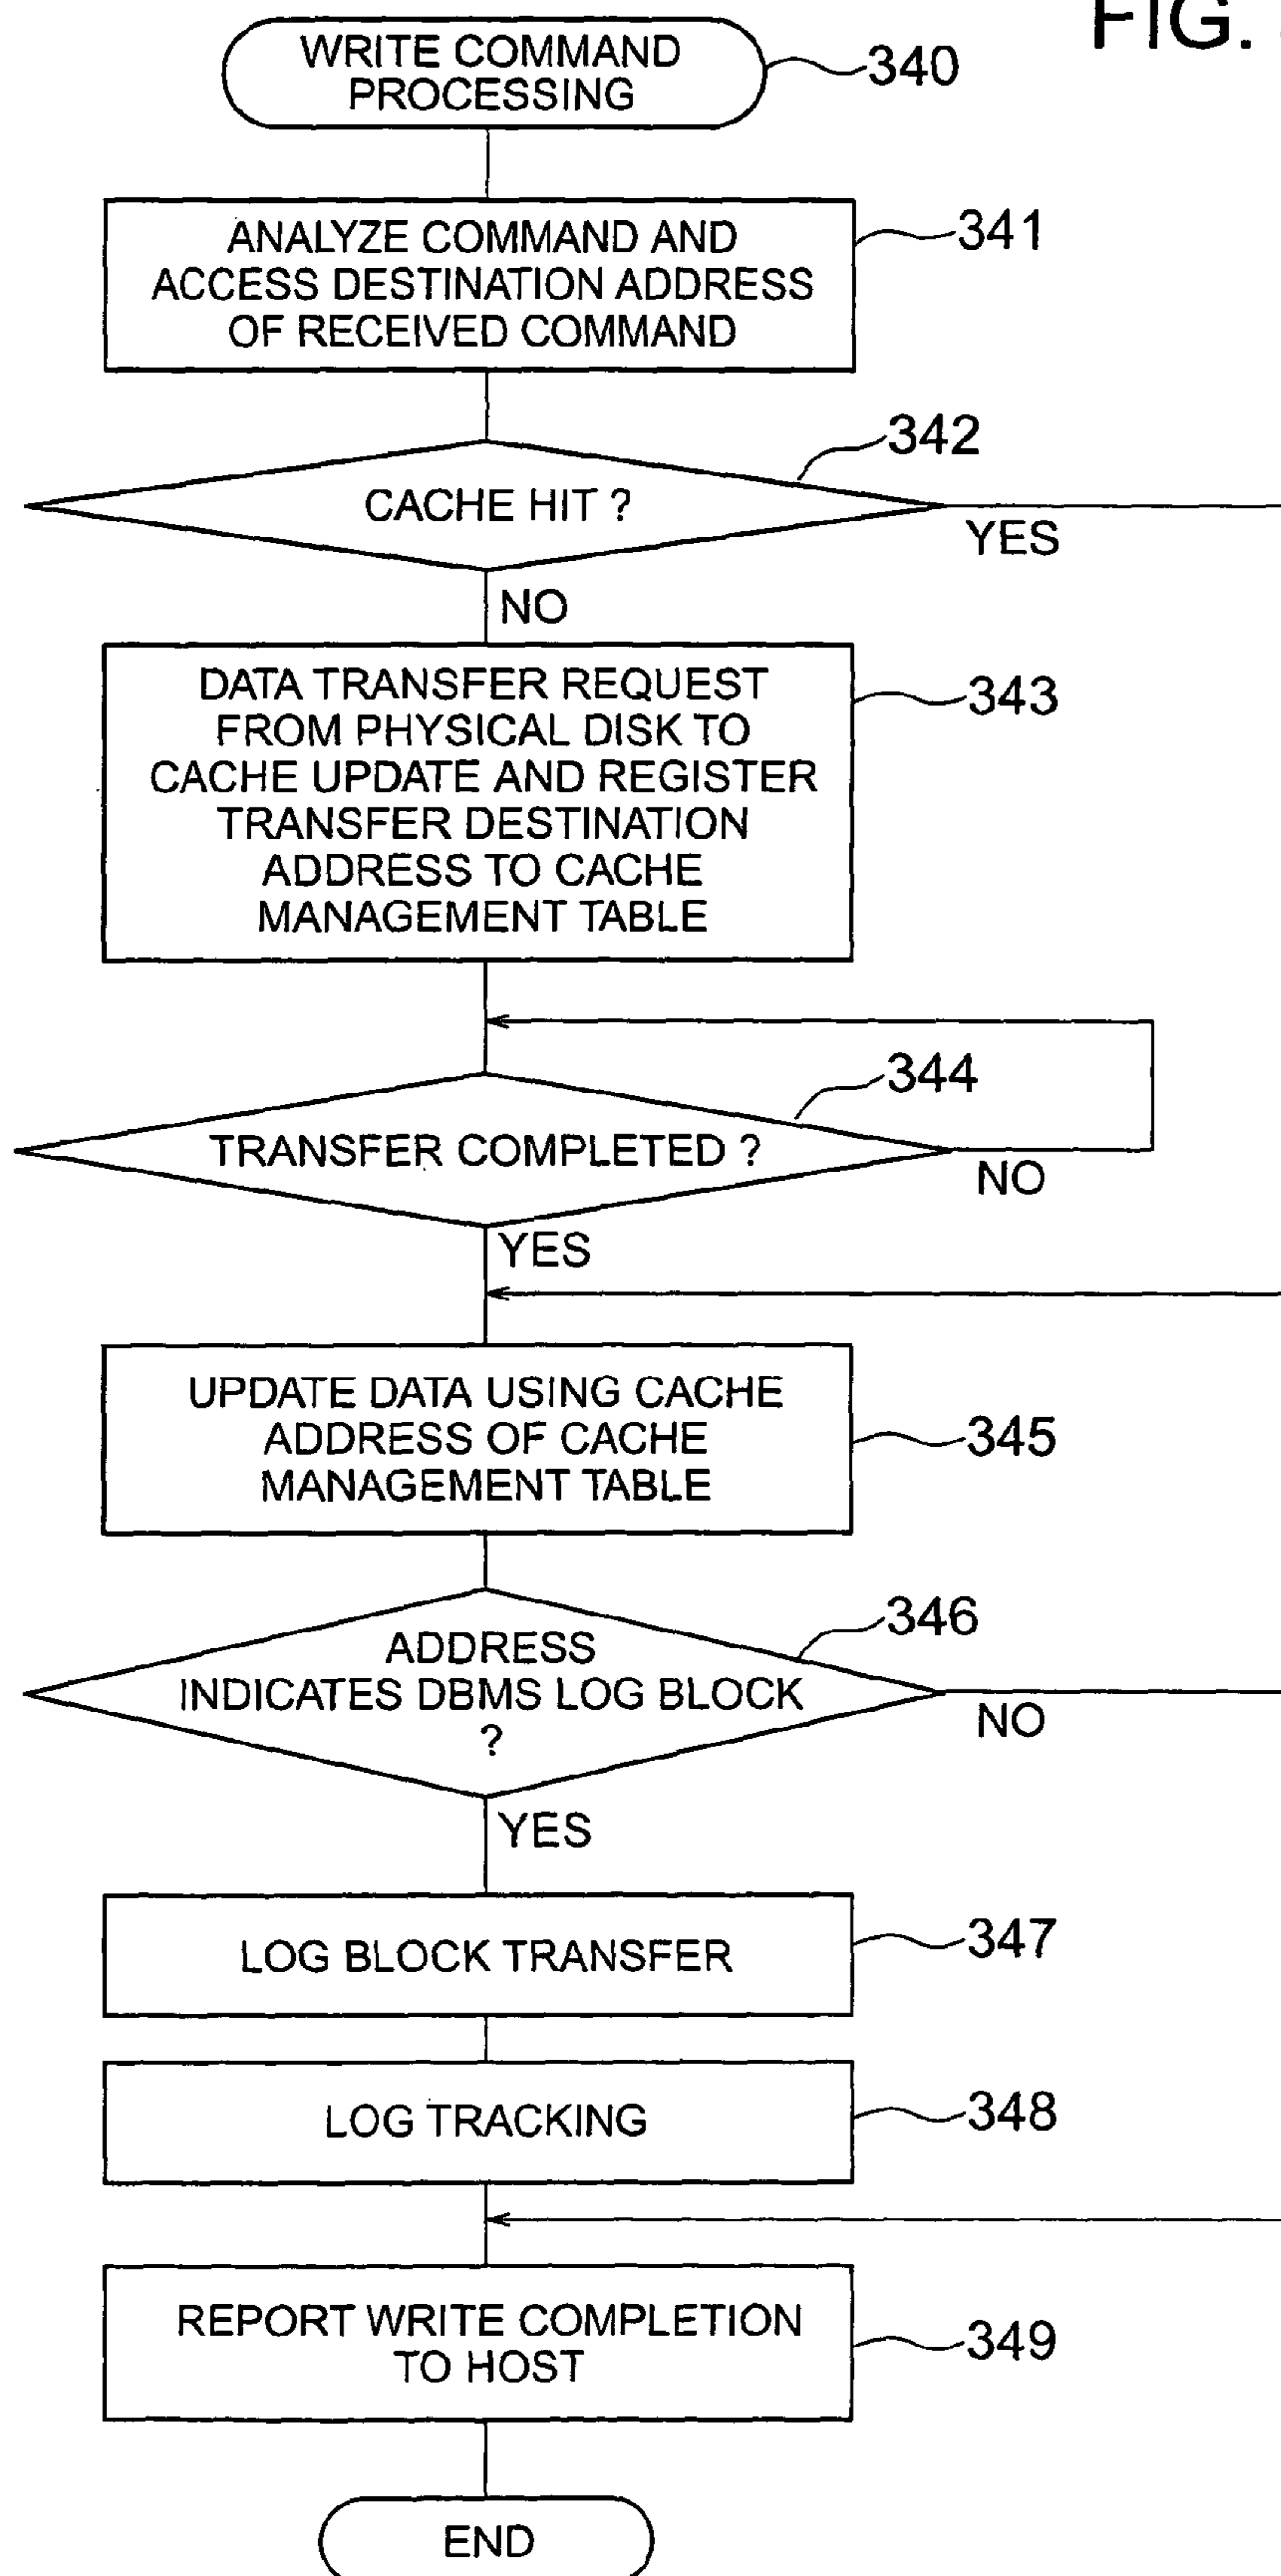 FIG.
WRITE COMMAND
PROCESSING
340
ANALYZE COMMAND AND
ACCESS DESTINATION ADDRESS
OF RECEIVED COMMAND
341
CACHE HIT ?
342
YES
NO
DATA TRANSFER REQUEST
FROM PHYSICAL DISK TO
CACHE UPDATE AND REGISTER
TRANSFER DESTINATION
ADDRESS TO CACHE
MANAGEMENT TABLE
343
TRANSFER COMPLETED ?
344
NO
YES
UPDATE DATA USING CACHE
ADDRESS OF CACHE
MANAGEMENT TABLE
345
ADDRESS
INDICATES DBMS LOG BLOCK
?
346
NO
YES
LOG BLOCK TRANSFER
347
LOG TRACKING
348
REPORT WRITE COMPLETION
TO HOST
349
END